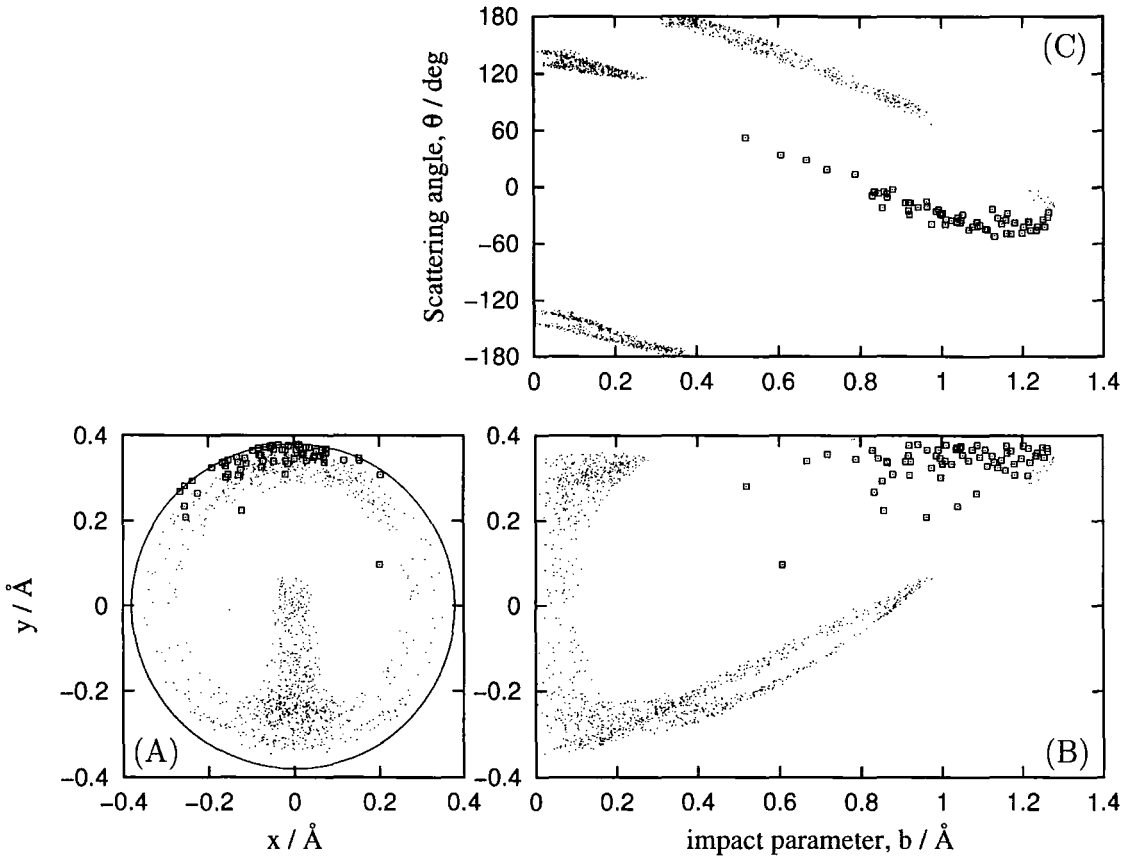 180
120
60
0
−60
−120
−180
Scattering angle, θ / deg
(C)
0 0.2 0.4 0.6 0.8 1 1.2 1.4
0.4
0.2
0
−0.2
−0.4
y / Å
(A)
−0.4 −0.2 0 0.2 0.4
x / Å
0.4
0.2
0
−0.2
−0.4
(B)
0 0.2 0.4 0.6 0.8 1 1.2 1.4
impact parameter, b / Å